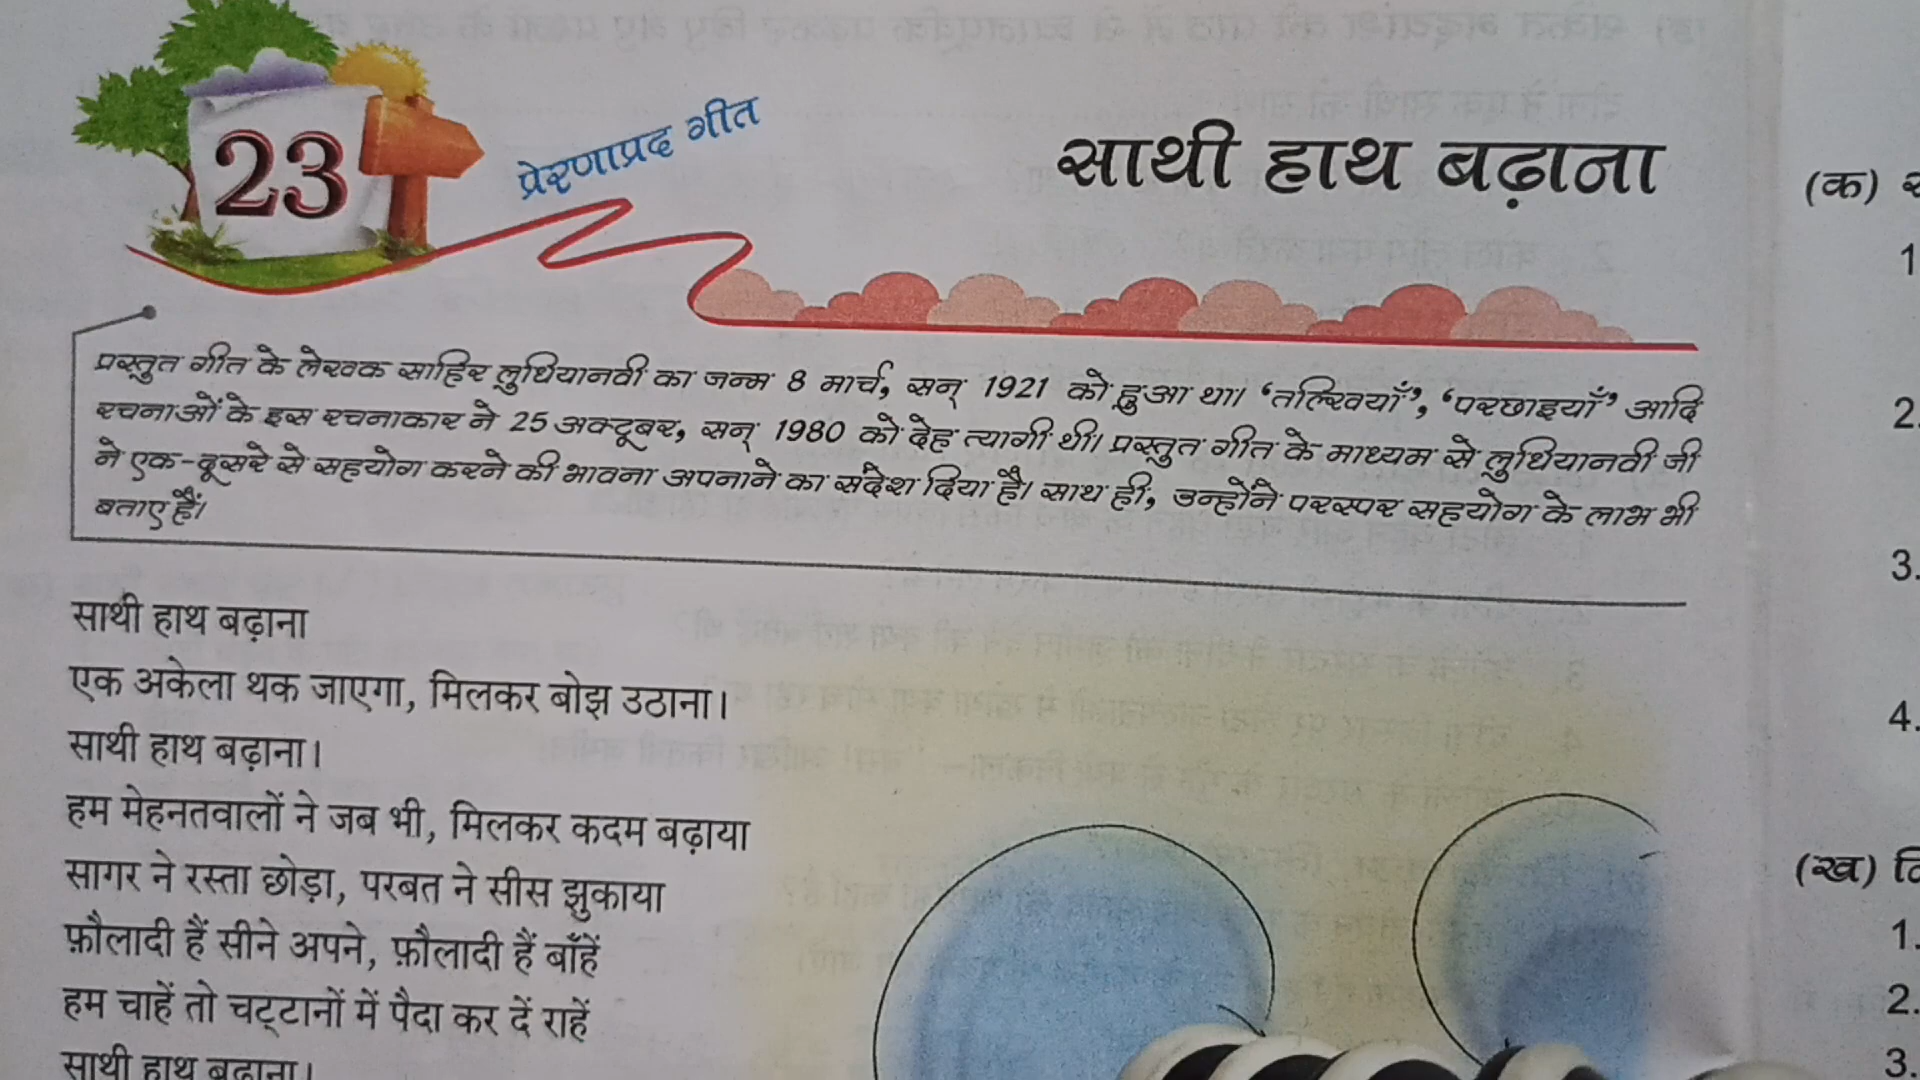 23
प्रेरणाप्रद गीत
साथी हाथ बढ़ाना
प्रस्तुत गीत के लेखक साहिर लुधियानवी का जन्म 8 मार्च, सन् 1921 को हुआ था। ‘तल्खियाँ’, ‘परछाइयाँ’ आदि
रचनाओं के इस रचनाकार ने 25 अक्टूबर, सन् 1980 को देह त्यागी थी। प्रस्तुत गीत के माध्यम से लुधियानवी जी
ने एक-दूसरे से सहयोग करने की भावना अपनाने का संदेश दिया है। साथ ही, उन्होंने परस्पर सहयोग के लाभ भी
बताए हैं।
साथी हाथ बढ़ाना
एक अकेला थक जाएगा, मिलकर बोझ उठाना।
साथी हाथ बढ़ाना।
हम मेहनतवालों ने जब भी, मिलकर कदम बढ़ाया
सागर ने रस्ता छोड़ा, परबत ने सीस झुकाया
फ़ौलादी हैं सीने अपने, फ़ौलादी हैं बाँहें
हम चाहें तो चट्टानों में पैदा कर दें राहें
साथी हाथ बढ़ाना।
(क)
1
2.
3.
4.
(ख)
1.
2.
3.